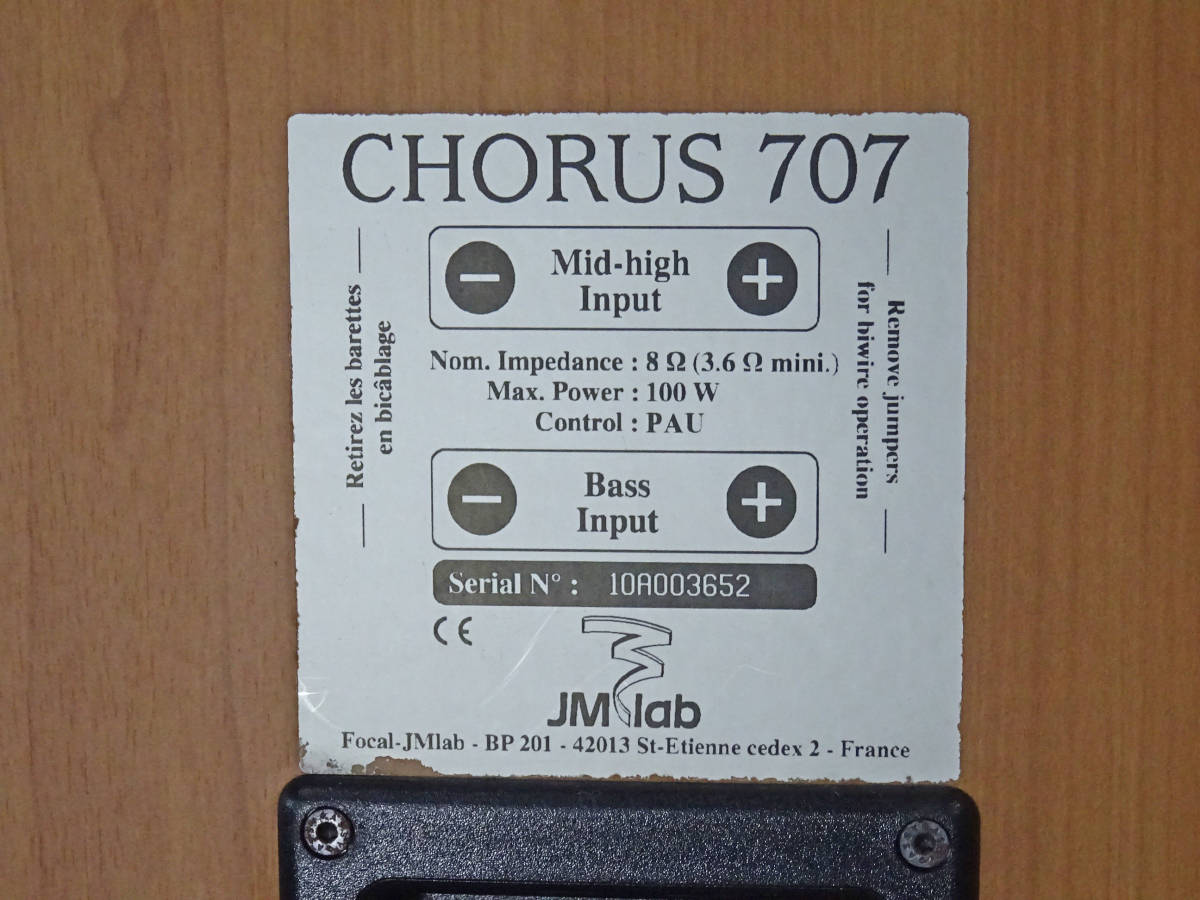 CHORUS 707
− Mid-high +
Input
Retirez les barettes
en bicâblage
Remove jumpers
for biwire operation
Nom. Impedance : 8 Ω (3.6 Ω mini.)
Max. Power : 100 W
Control : PAU
− Bass +
Input
Serial N° : 10A003652
CE
JMlab
Focal-JMlab - BP 201 - 42013 St-Etienne cedex 2 - France